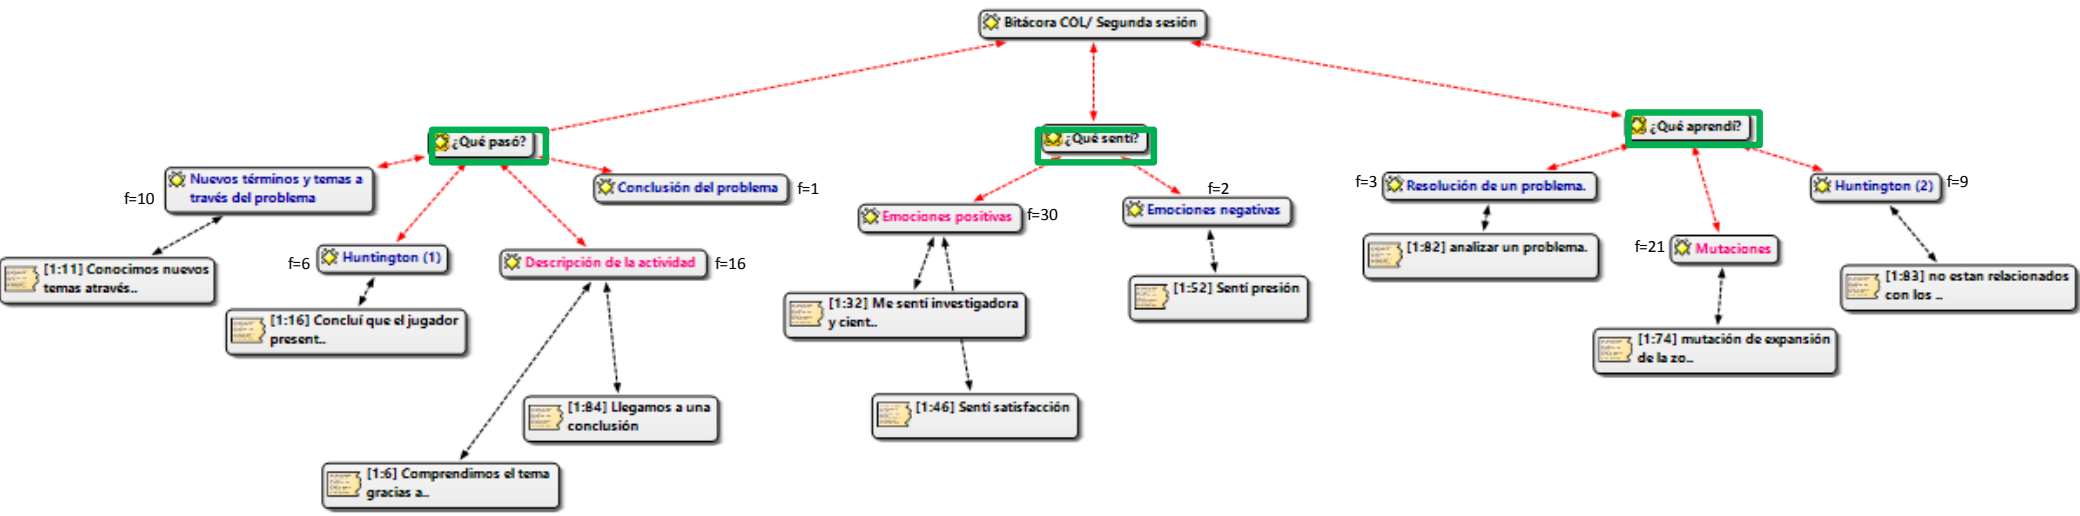 Bitácora COL/ Segunda sesión
¿Qué pasó?
¿Qué sentí?
¿Qué aprendí?
Nuevos términos y temas a
través del problema
f=10
Conclusión del problema
f=1
Huntington (1)
f=6
Descripción de la actividad
f=16
[1:11] Conocimos nuevos
temas através..
[1:16] Concluí que el jugador
present..
[1:84] Llegamos a una
conclusión
[1:6] Comprendimos el tema
gracias a..
Emociones positivas
f=30
Emociones negativas
f=2
[1:32] Me sentí investigadora
y cient..
[1:52] Sentí presión
[1:46] Sentí satisfacción
f=3
Resolución de un problema.
Huntington (2)
f=9
f=21
Mutaciones
[1:82] analizar un problema.
[1:83] no estan relacionados
con los ..
[1:74] mutación de expansión
de la zo..